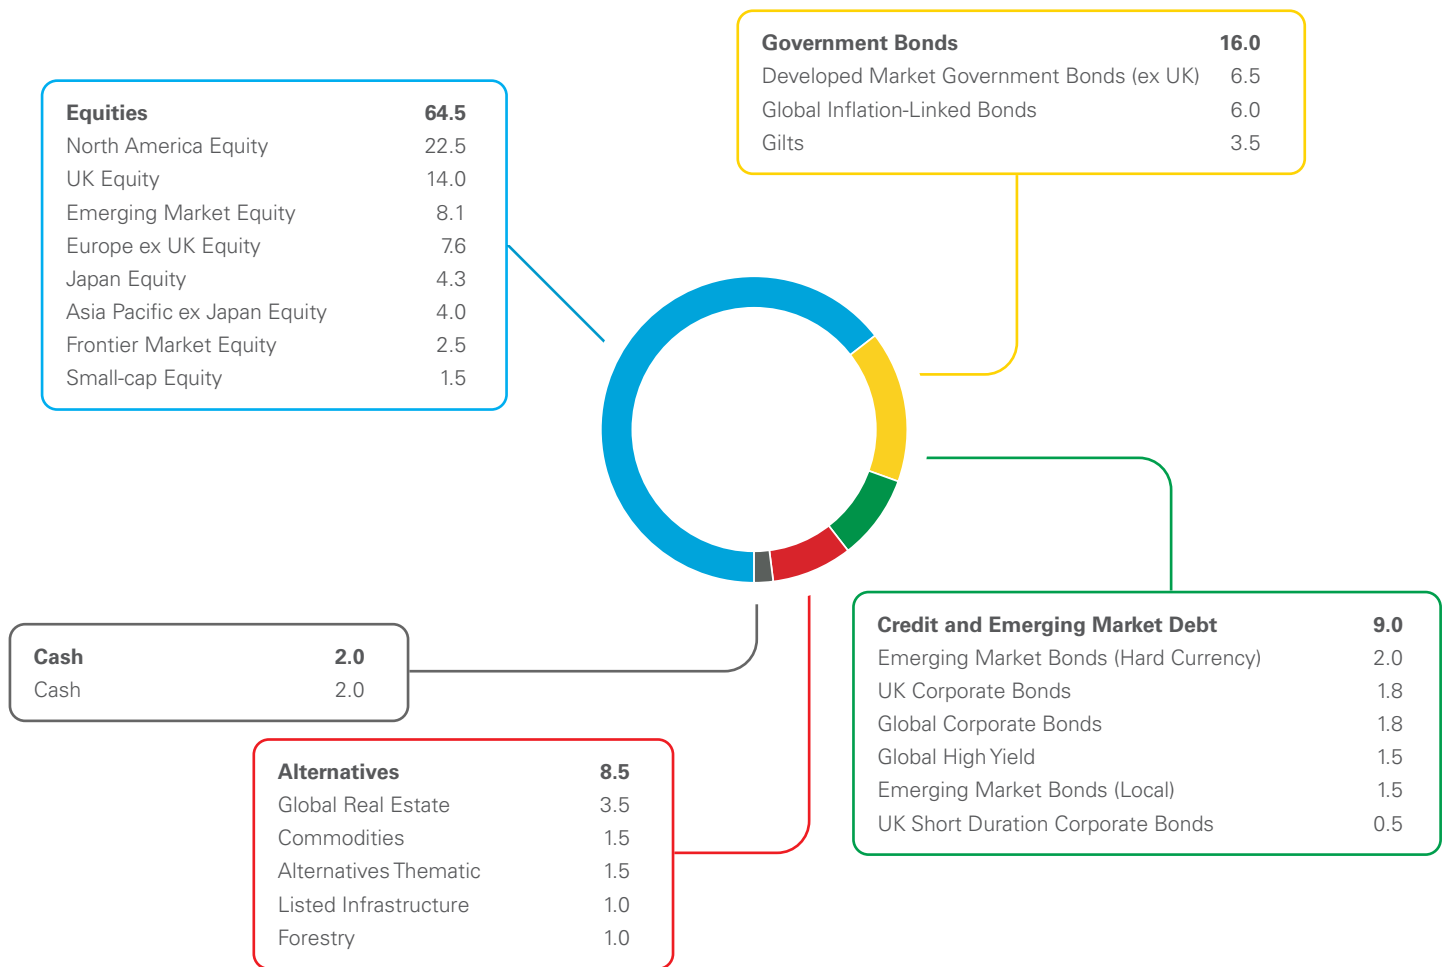 Government Bonds 16.0
Developed Market Government Bonds (ex UK) 6.5
Global Inflation-Linked Bonds 6.0
Gilts 3.5
Equities 64.5
North America Equity 22.5
UK Equity 14.0
Emerging Market Equity 8.1
Europe ex UK Equity 7.6
Japan Equity 4.3
Asia Pacific ex Japan Equity 4.0
Frontier Market Equity 2.5
Small-cap Equity 1.5
Credit and Emerging Market Debt 9.0
Emerging Market Bonds (Hard Currency) 2.0
UK Corporate Bonds 1.8
Global Corporate Bonds 1.8
Global High Yield 1.5
Emerging Market Bonds (Local) 1.5
UK Short Duration Corporate Bonds 0.5
Cash 2.0
Cash 2.0
Alternatives 8.5
Global Real Estate 3.5
Commodities 1.5
Alternatives Thematic 1.5
Listed Infrastructure 1.0
Forestry 1.0